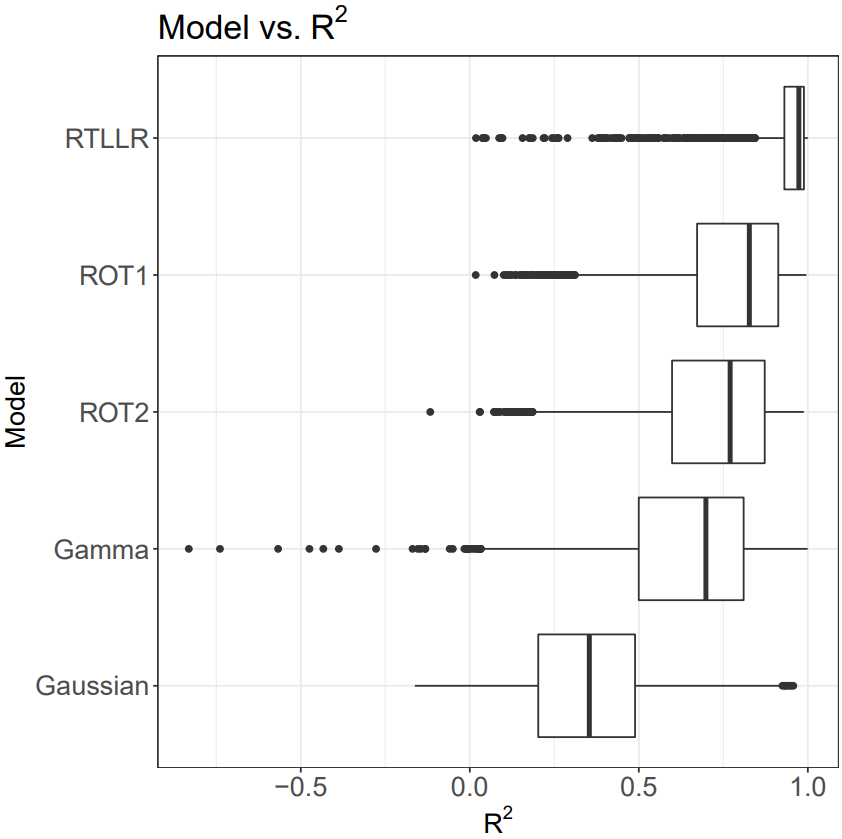 Model vs. R²
RTLLR
ROT1
ROT2
Gamma
Gaussian
Model
−0.5 0.0 0.5 1.0
R²